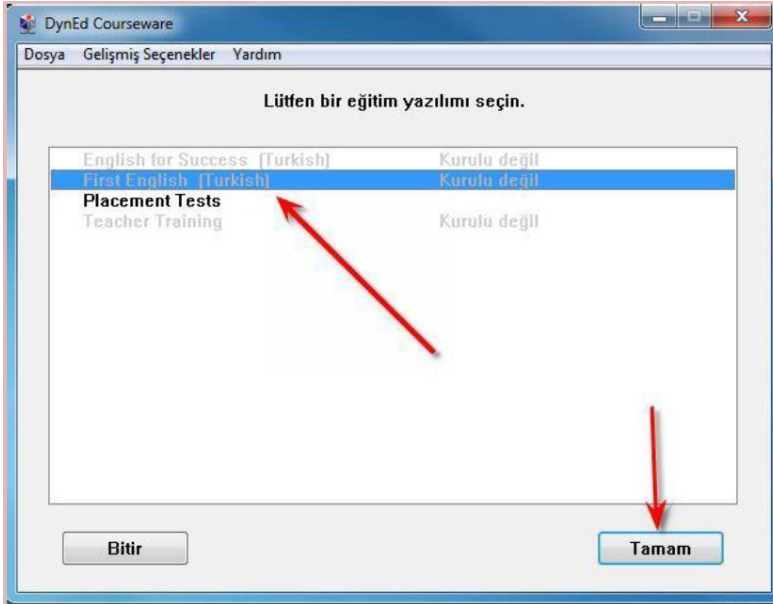 DynEd Courseware
Dosya Gelişmiş Seçenekler Yardım
Lütfen bir eğitim yazılımı seçin.
English for Success (Turkish) Kurulu değil
First English (Turkish) Kurulu değil
Placement Tests
Teacher Training Kurulu değil
Bitir Tamam